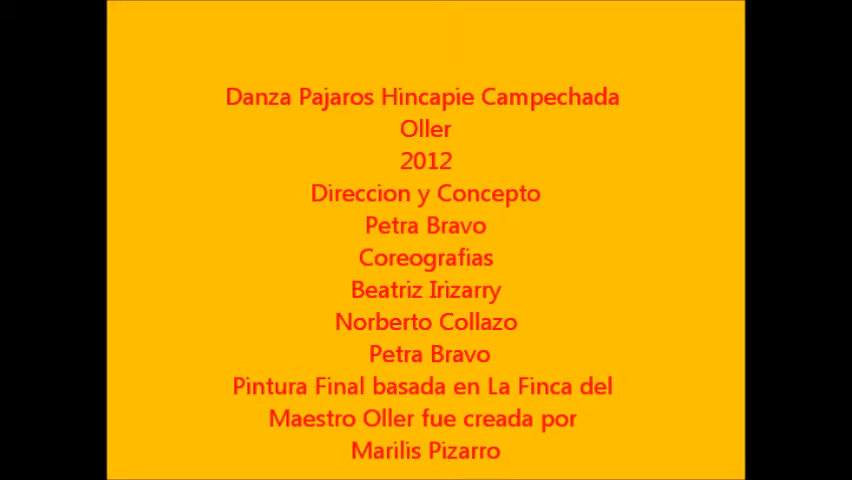 Danza Pajaros Hincapie Campechada
Oller
2012
Direccion y Concepto
Petra Bravo
Coreografias
Beatriz Irizarry
Norberto Collazo
Petra Bravo
Pintura Final basada en La Finca del
Maestro Oller fue creada por
Marilis Pizarro